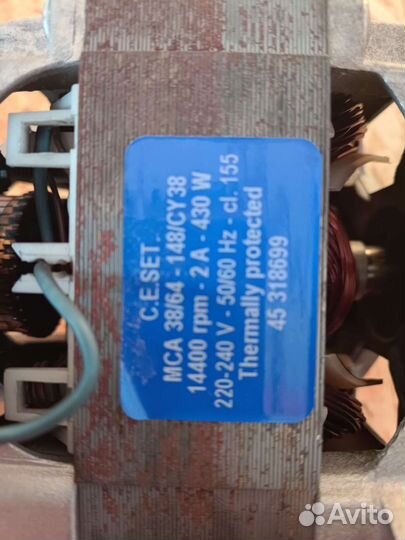 C.E.SET.
MCA 38/64 - 148/CY38
14400 rpm - 2 A - 430 W
220-240 V - 50/60 Hz - cl. 155
Thermally protected
45 318699
Avito